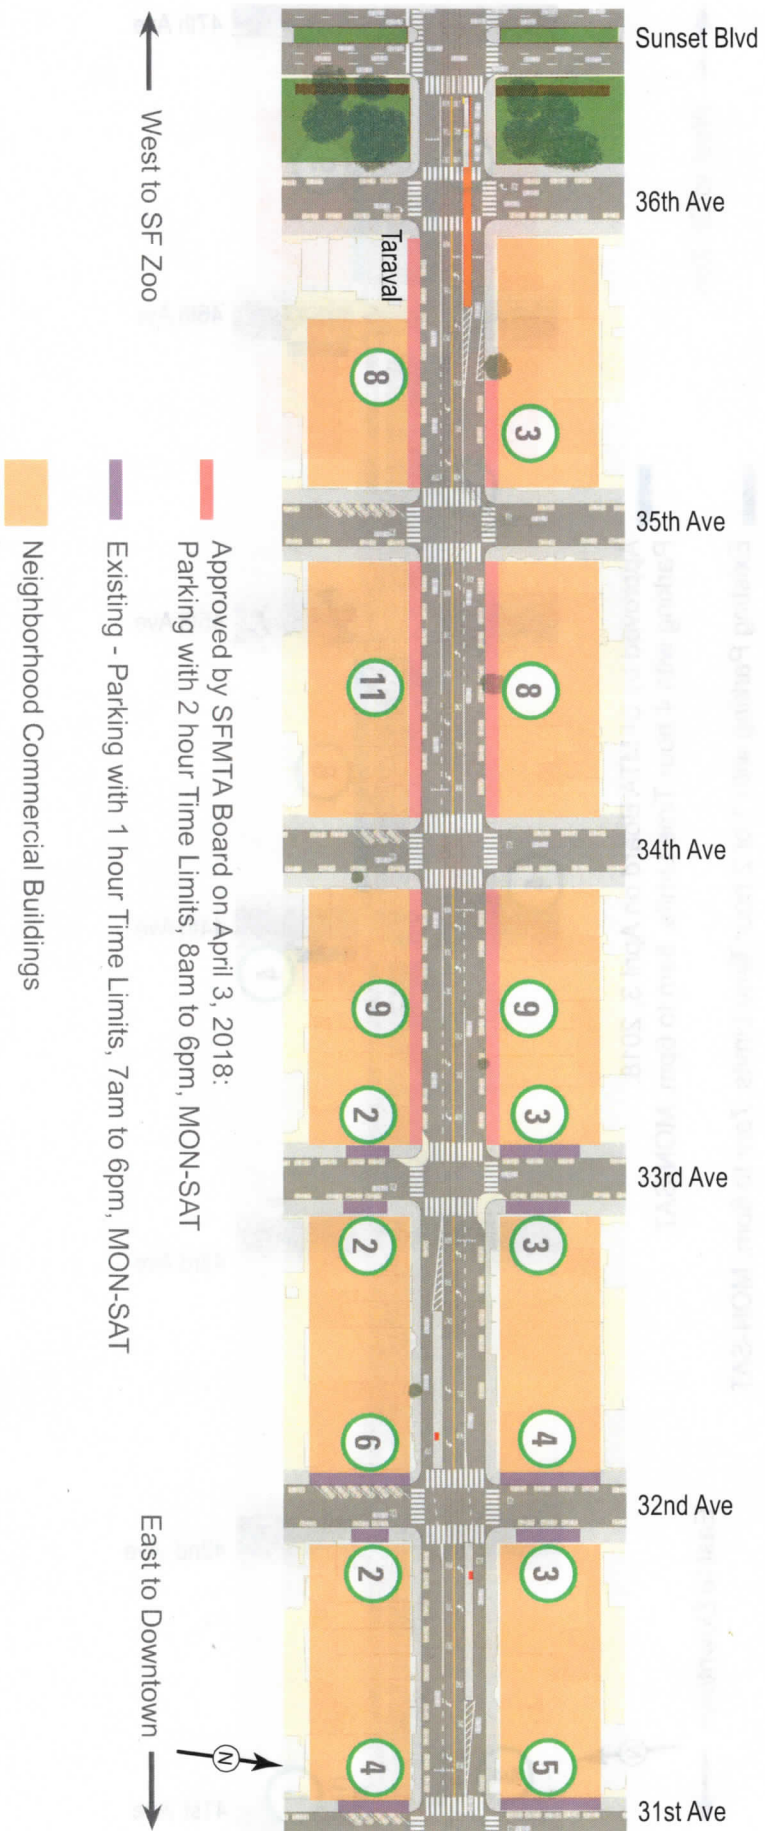 Sunset Blvd
36th Ave
Taraval
8
3
35th Ave
11
8
34th Ave
9
9
2
3
33rd Ave
2
3
6
4
32nd Ave
2
3
4
5
31st Ave
West to SF Zoo
East to Downtown
N
Approved by SFMTA Board on April 3, 2018:
Parking with 2 hour Time Limits, 8am to 6pm, MON-SAT
Existing - Parking with 1 hour Time Limits, 7am to 6pm, MON-SAT
Neighborhood Commercial Buildings